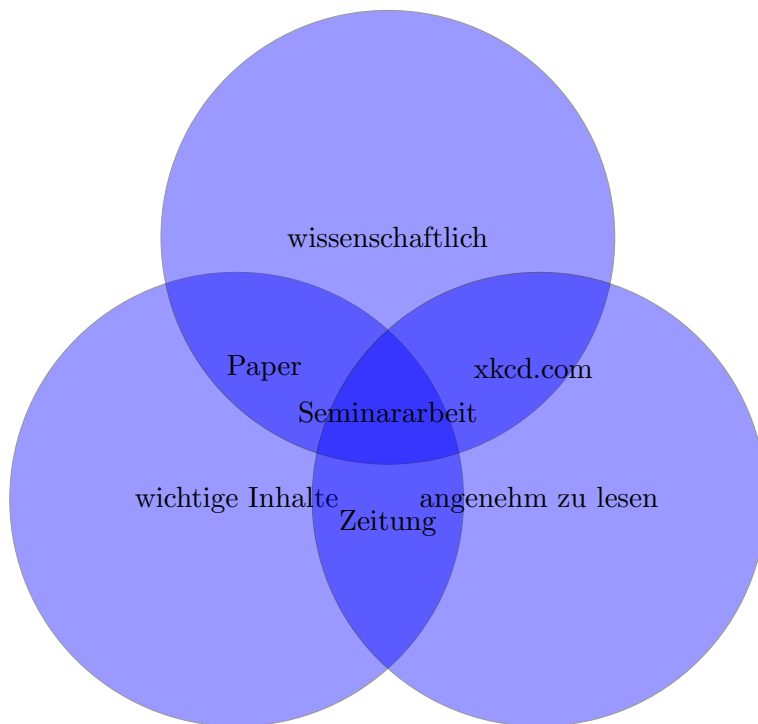 wissenschaftlich
Paper
xkcd.com
Seminararbeit
wichtige Inhalte
angenehm zu lesen
Zeitung